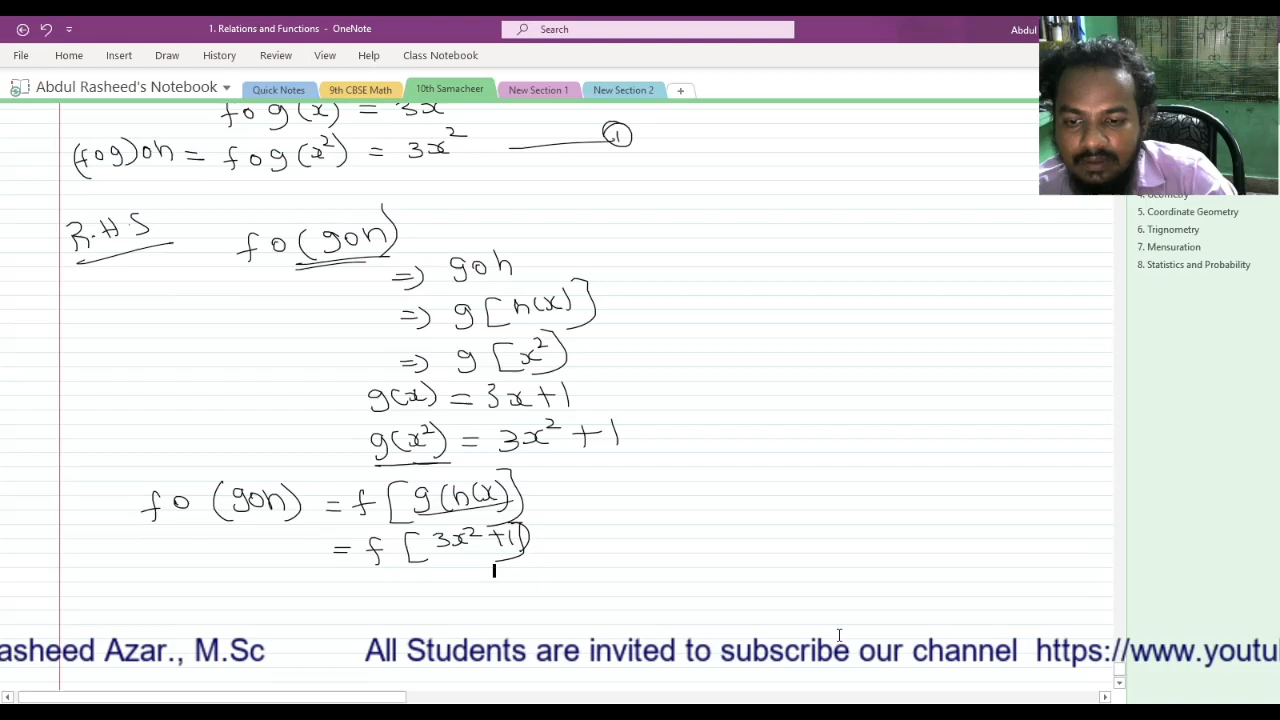 1. Relations and Functions - OneNote
Search
Abdul
File Home Insert Draw History Review View Help Class Notebook
Abdul Rasheed's Notebook
Quick Notes 9th CBSE Math 10th Samacheer New Section 1 New Section 2 +
fog(x) = 3x
(fog)oh = fog(x²) = 3x² ——— ①
R.H.S fo(goh)
=> goh
=> g[h(x)]
=> g[x²]
g(x) = 3x+1
g(x²) = 3x² + 1
fo(goh) = f[g(h(x)]
= f[3x²+1]
4. Geometry
5. Coordinate Geometry
6. Trignometry
7. Mensuration
8. Statistics and Probability
asheed Azar., M.Sc All Students are invited to subscribe our channel https://www.youtu